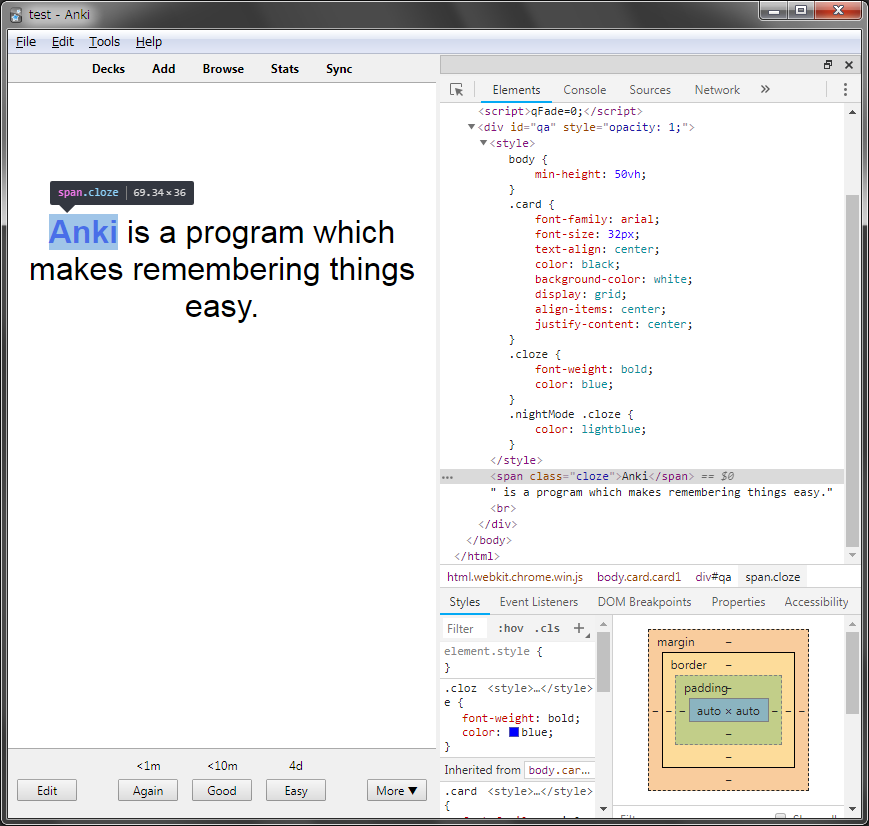 test - Anki
File Edit Tools Help
Decks Add Browse Stats Sync
span.cloze 69.34 × 36
Anki is a program which
makes remembering things
easy.
<1m <10m 4d
Edit Again Good Easy More ▼
Elements Console Sources Network »
<script>qFade=0;</script>
▼<div id="qa" style="opacity: 1;">
▼<style>
body {
min-height: 50vh;
}
.card {
font-family: arial;
font-size: 32px;
text-align: center;
color: black;
background-color: white;
display: grid;
align-items: center;
justify-content: center;
}
.cloze {
font-weight: bold;
color: blue;
}
.nightMode .cloze {
color: lightblue;
}
</style>
… <span class="cloze">Anki</span> == $0
" is a program which makes remembering things easy."
<br>
</div>
</body>
</html>
html.webkit.chrome.win.js body.card.card1 div#qa span.cloze
Styles Event Listeners DOM Breakpoints Properties Accessibility
Filter :hov .cls +
element.style {
}
.cloz <style>…</style>
e {
font-weight: bold;
color: blue;
}
Inherited from body.car…
.card <style>…</style>
{
margin –
border –
padding –
– – – auto × auto – – –
–
–
–